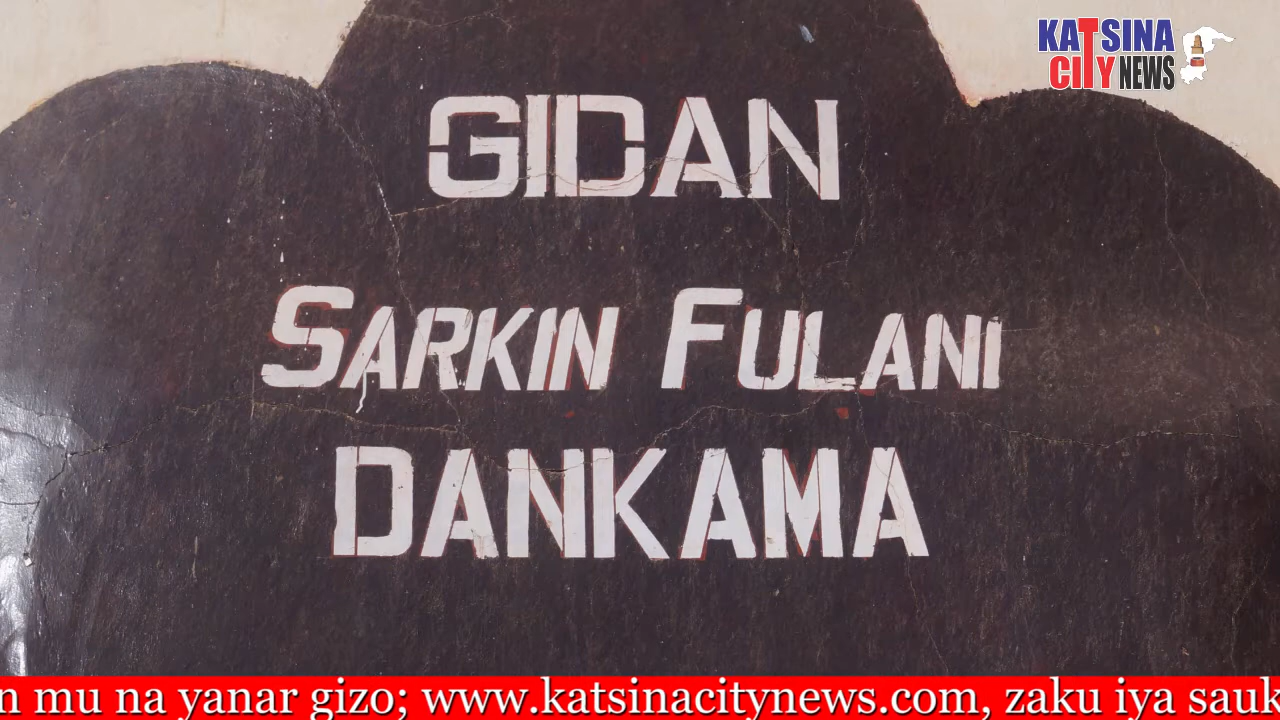 KATSINA
CITY NEWS
GIDAN
SARKIN FULANI
DANKAMA
n mu na yanar gizo; www.katsinacitynews.com, zaku iya sauk